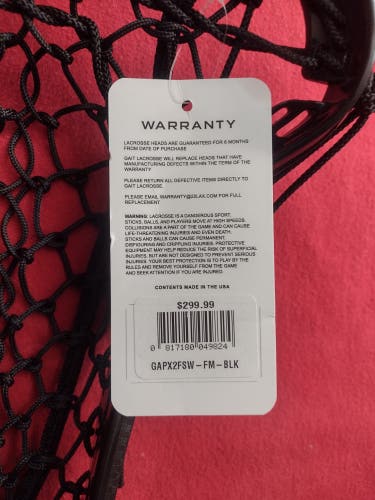 WARRANTY
LACROSSE HEADS ARE GUARANTEED FOR 6 MONTHS
FROM DATE OF PURCHASE
GAIT LACROSSE WILL REPLACE HEADS THAT HAVE
MANUFACTURING DEFECTS WITHIN THE TERM OF THE
WARRANTY
PLEASE RETURN ALL DEFECTIVE ITEMS DIRECTLY TO
GAIT LACROSSE.
PLEASE EMAIL WARRANTY@DSLAX.COM FOR FULL
REPLACEMENT
WARNING: LACROSSE IS A DANGEROUS SPORT.
STICKS, BALLS, AND PLAYERS MOVE AT HIGH SPEEDS.
COLLISIONS ARE A PART OF THE GAME AND CAN CAUSE
LIFE-THREATENING INJURIES AND EVEN DEATH.
STICKS AND BALLS CAN CAUSE PERMANENT,
DISFIGURING AND CRIPPLING INJURIES. PROTECTIVE
EQUIPMENT MAY HELP REDUCE THE RISK OF SUPERFICIAL
INJURIES, BUT ARE NOT DESIGNED TO PREVENT SERIOUS
INJURIES. YOUR BEST PROTECTION IS TO PLAY BY THE
RULES AND REMOVE YOURSELF FROM THE GAME
AND SEEK ATTENTION IF YOU ARE INJURED.
CONTENTS MADE IN THE USA
$299.99
0 817180 049824
GAPX2FSW-FM-BLK